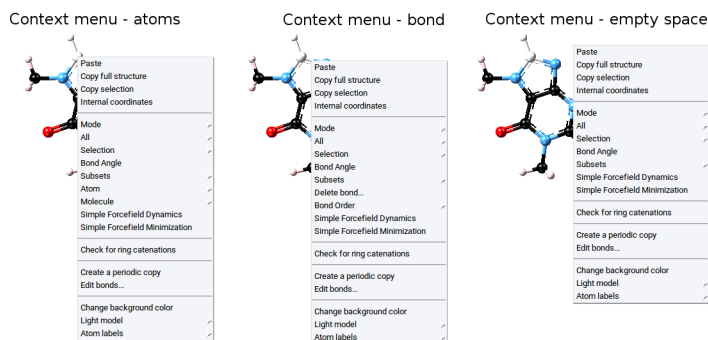 Context menu - atoms
Paste
Copy full structure
Copy selection
Internal coordinates
Mode
All
Selection
Bond Angle
Subsets
Atom
Molecule
Simple Forcefield Dynamics
Simple Forcefield Minimization
Check for ring catenations
Create a periodic copy
Edit bonds...
Change background color
Light model
Atom labels
Context menu - bond
Paste
Copy full structure
Copy selection
Internal coordinates
Mode
All
Selection
Bond Angle
Subsets
Delete bond...
Bond Order
Simple Forcefield Dynamics
Simple Forcefield Minimization
Check for ring catenations
Create a periodic copy
Edit bonds...
Change background color
Light model
Atom labels
Context menu - empty space
Paste
Copy full structure
Copy selection
Internal coordinates
Mode
All
Selection
Bond Angle
Subsets
Simple Forcefield Dynamics
Simple Forcefield Minimization
Check for ring catenations
Create a periodic copy
Edit bonds...
Change background color
Light model
Atom labels